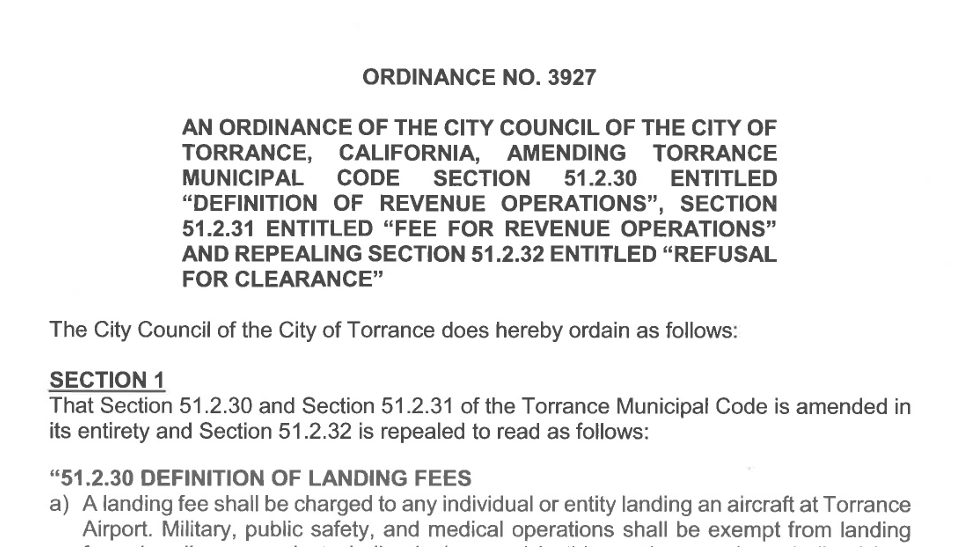 ORDINANCE NO. 3927
AN ORDINANCE OF THE CITY COUNCIL OF THE CITY OF
TORRANCE, CALIFORNIA, AMENDING TORRANCE
MUNICIPAL CODE SECTION 51.2.30 ENTITLED
“DEFINITION OF REVENUE OPERATIONS”, SECTION
51.2.31 ENTITLED “FEE FOR REVENUE OPERATIONS”
AND REPEALING SECTION 51.2.32 ENTITLED “REFUSAL
FOR CLEARANCE”
The City Council of the City of Torrance does hereby ordain as follows:
SECTION 1
That Section 51.2.30 and Section 51.2.31 of the Torrance Municipal Code is amended in
its entirety and Section 51.2.32 is repealed to read as follows:
“51.2.30 DEFINITION OF LANDING FEES
a) A landing fee shall be charged to any individual or entity landing an aircraft at Torrance
Airport. Military, public safety, and medical operations shall be exempt from landing